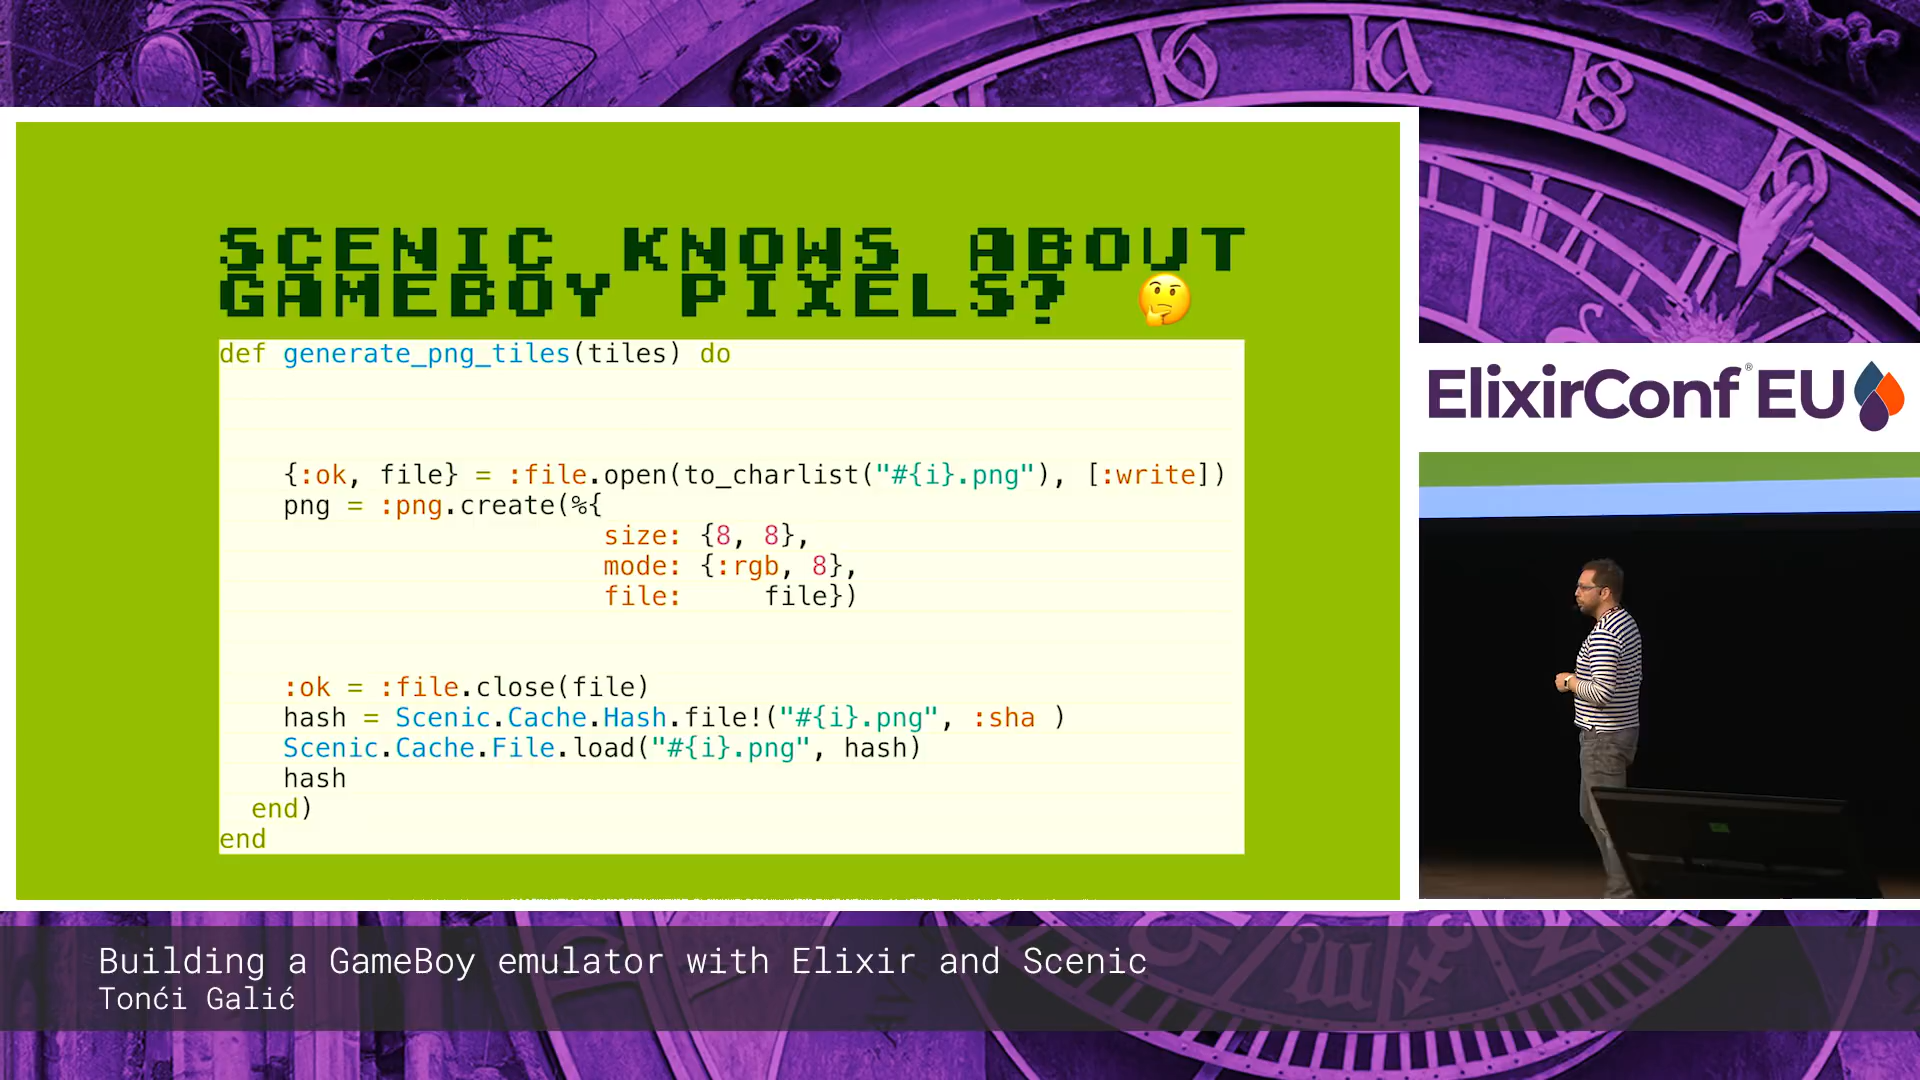 SCENIC KNOWS ABOUT
GAMEBOY PIXELS? 🤔
def generate_png_tiles(tiles) do
{:ok, file} = :file.open(to_charlist("#{i}.png"), [:write])
png = :png.create(%{
size: {8, 8},
mode: {:rgb, 8},
file: file})
:ok = :file.close(file)
hash = Scenic.Cache.Hash.file!("#{i}.png", :sha )
Scenic.Cache.File.load("#{i}.png", hash)
hash
end)
end
ElixirConf® EU
Building a GameBoy emulator with Elixir and Scenic
Tonći Galić